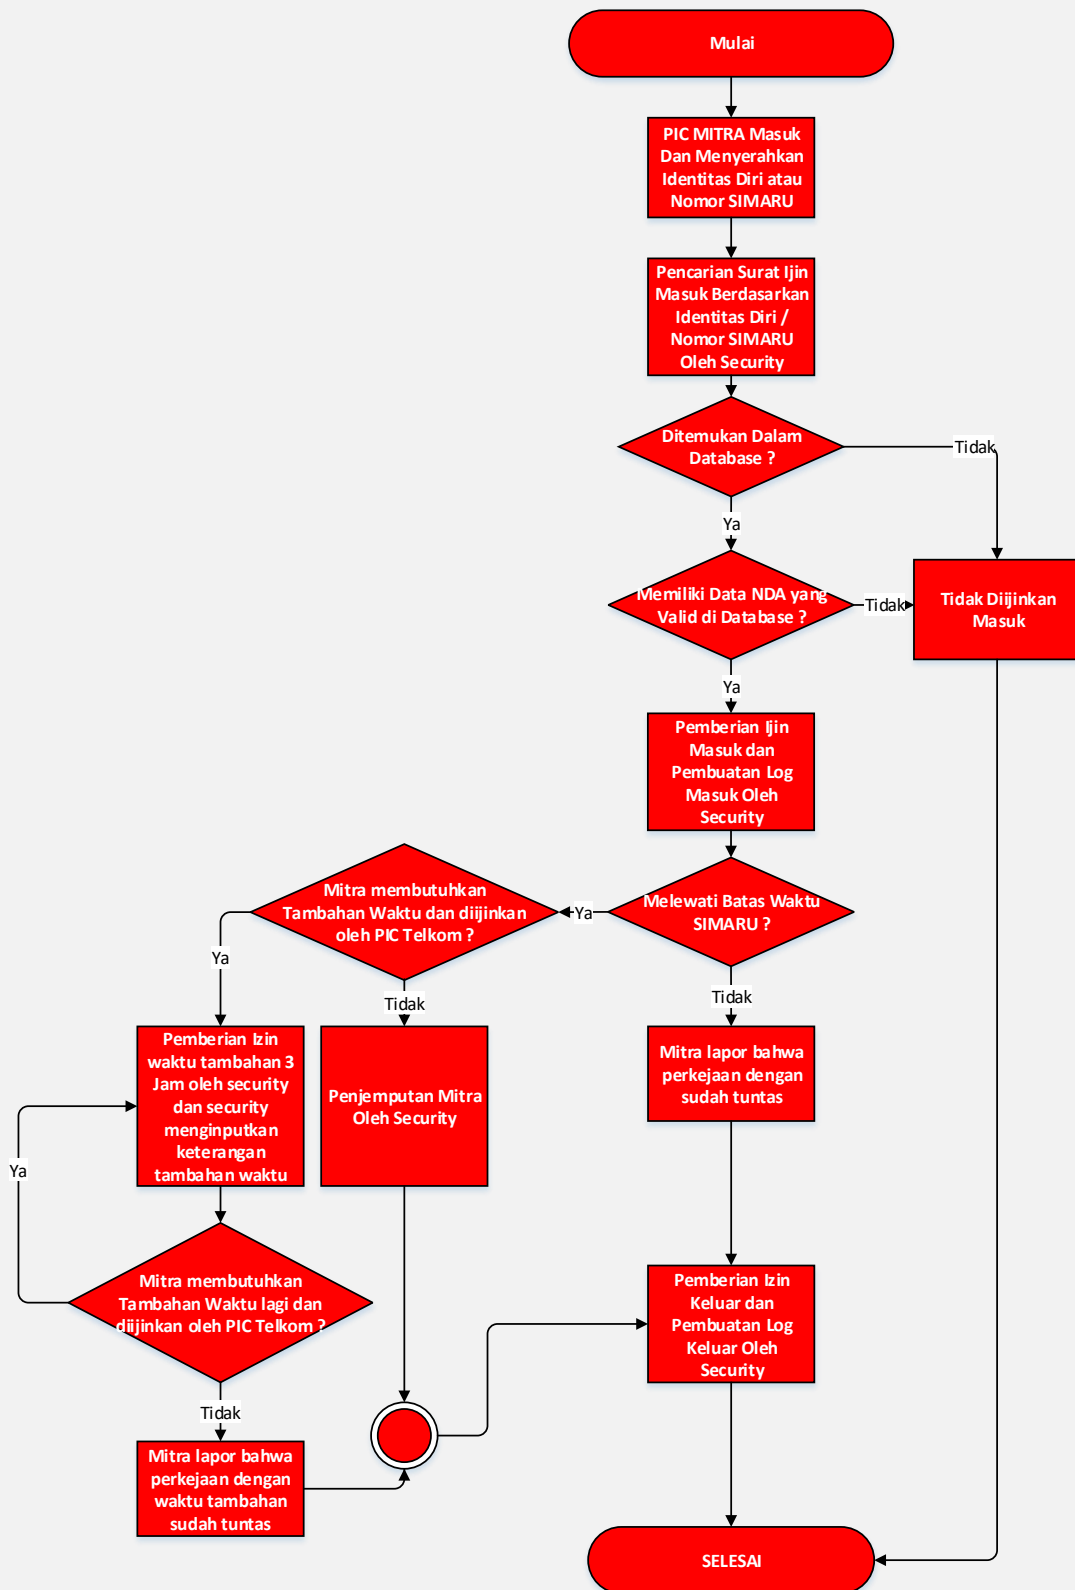 Mulai
PIC MITRA Masuk
Dan Menyerahkan
Identitas Diri atau
Nomor SIMARU
Pencarian Surat Ijin
Masuk Berdasarkan
Identitas Diri /
Nomor SIMARU
Oleh Security
Ditemukan Dalam
Database ?
Tidak
Ya
Memiliki Data NDA yang
Valid di Database ?
Tidak
Tidak Diijinkan
Masuk
Ya
Pemberian Ijin
Masuk dan
Pembuatan Log
Masuk Oleh
Security
Melewati Batas Waktu
SIMARU ?
Ya
Mitra membutuhkan
Tambahan Waktu dan diijinkan
oleh PIC Telkom ?
Ya
Tidak
Tidak
Pemberian Izin
waktu tambahan 3
Jam oleh security
dan security
menginputkan
keterangan
tambahan waktu
Penjemputan Mitra
Oleh Security
Mitra lapor bahwa
perkejaan dengan
sudah tuntas
Ya
Mitra membutuhkan
Tambahan Waktu lagi dan
diijinkan oleh PIC Telkom ?
Pemberian Izin
Keluar dan
Pembuatan Log
Keluar Oleh
Security
Tidak
Mitra lapor bahwa
perkejaan dengan
waktu tambahan
sudah tuntas
SELESAI